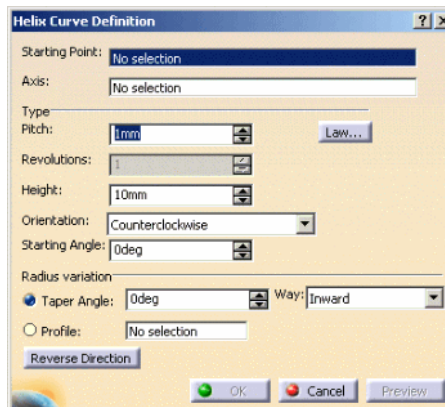 Helix Curve Definition
Starting Point: No selection
Axis: No selection
Type
Pitch: 1mm Law...
Revolutions: 1
Height: 10mm
Orientation: Counterclockwise
Starting Angle: 0deg
Radius variation
Taper Angle: 0deg Way: Inward
Profile: No selection
Reverse Direction
OK Cancel Preview